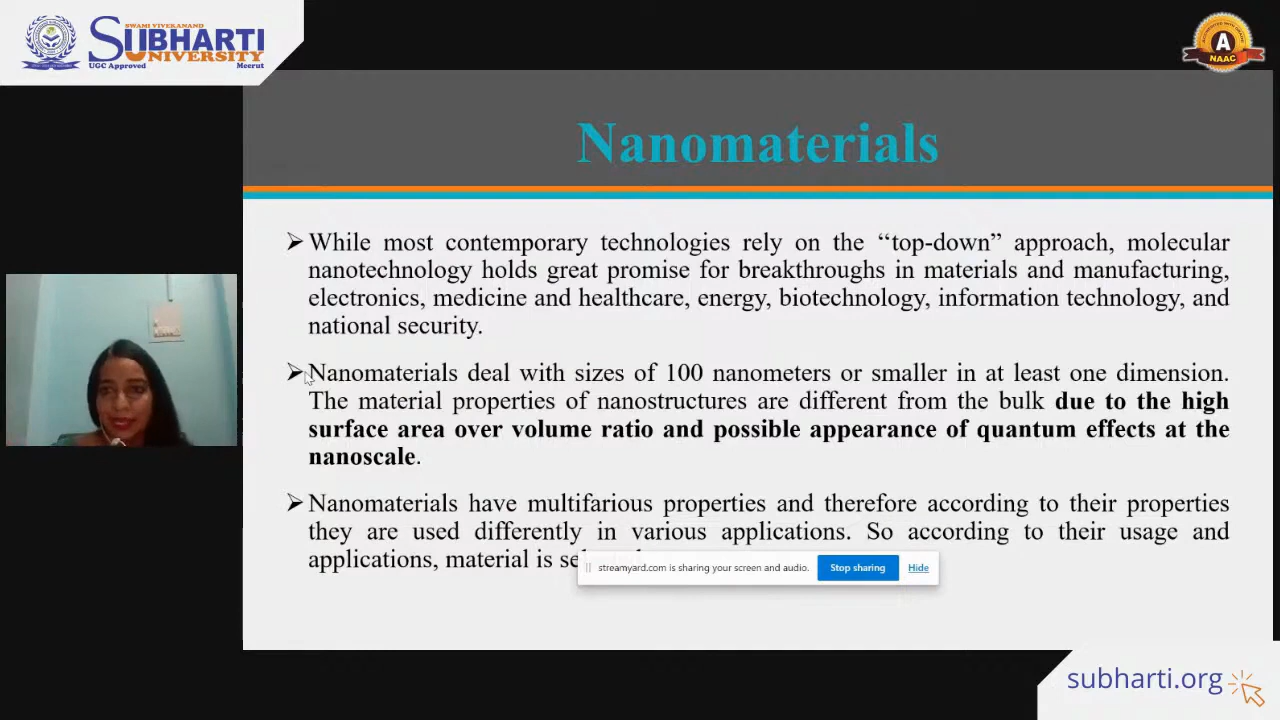 SWAMI VIVEKANAND
SUBHARTI
UNIVERSITY
UGC Approved Meerut
A
NAAC
Nanomaterials
While most contemporary technologies rely on the “top-down” approach, molecular
nanotechnology holds great promise for breakthroughs in materials and manufacturing,
electronics, medicine and healthcare, energy, biotechnology, information technology, and
national security.
Nanomaterials deal with sizes of 100 nanometers or smaller in at least one dimension.
The material properties of nanostructures are different from the bulk due to the high
surface area over volume ratio and possible appearance of quantum effects at the
nanoscale.
Nanomaterials have multifarious properties and therefore according to their properties
they are used differently in various applications. So according to their usage and
applications, material is
streamyard.com is sharing your screen and audio. Stop sharing Hide
subharti.org